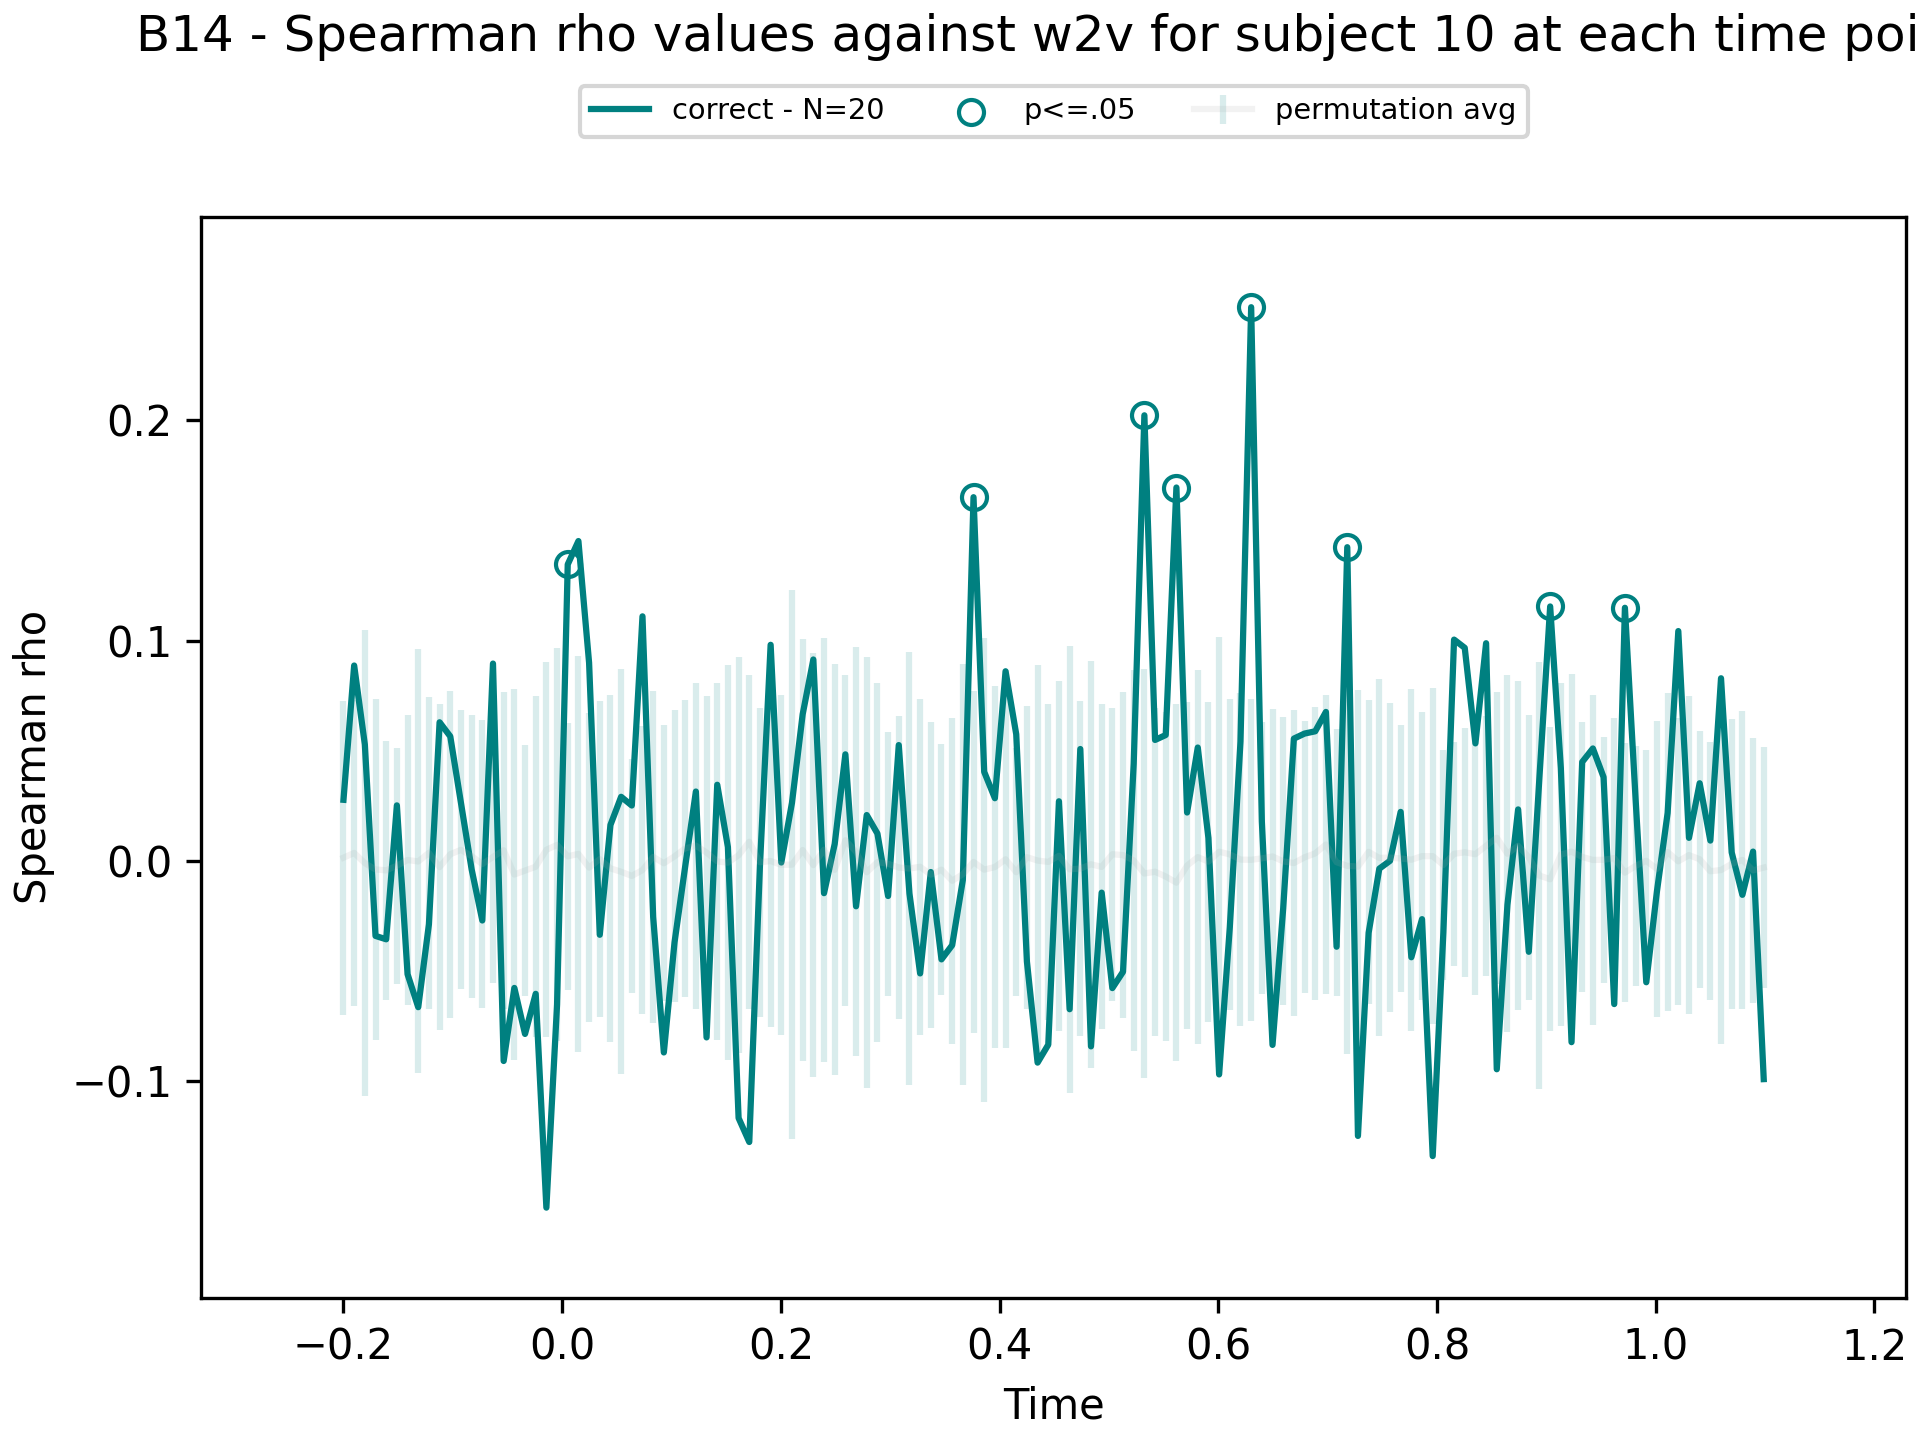 B14 - Spearman rho values against w2v for subject 10 at each time poi
correct - N=20 p<=.05 permutation avg
Spearman rho
0.2
0.1
0.0
−0.1
−0.2 0.0 0.2 0.4 0.6 0.8 1.0 1.2
Time